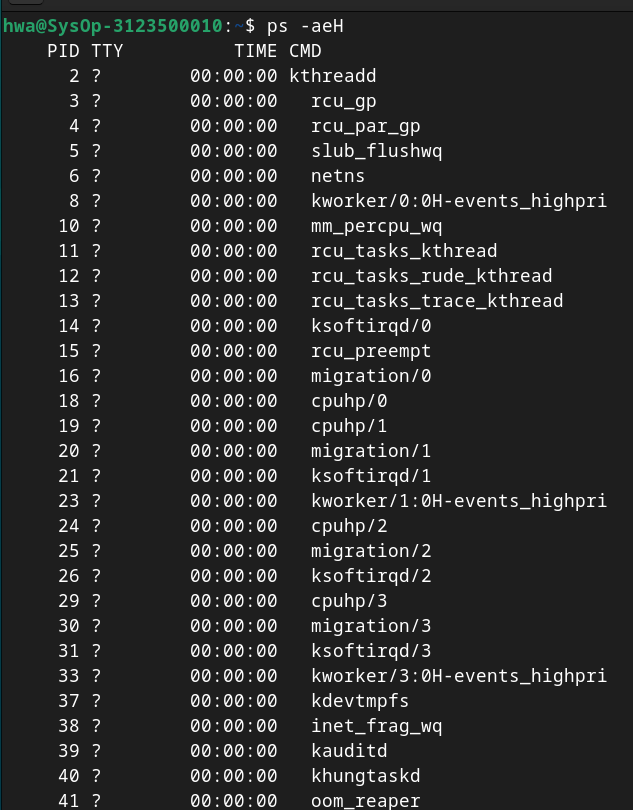 hwa@SysOp-3123500010:~$ ps -aeH
    PID TTY          TIME CMD
      2 ?        00:00:00 kthreadd
      3 ?        00:00:00   rcu_gp
      4 ?        00:00:00   rcu_par_gp
      5 ?        00:00:00   slub_flushwq
      6 ?        00:00:00   netns
      8 ?        00:00:00   kworker/0:0H-events_highpri
     10 ?        00:00:00   mm_percpu_wq
     11 ?        00:00:00   rcu_tasks_kthread
     12 ?        00:00:00   rcu_tasks_rude_kthread
     13 ?        00:00:00   rcu_tasks_trace_kthread
     14 ?        00:00:00   ksoftirqd/0
     15 ?        00:00:00   rcu_preempt
     16 ?        00:00:00   migration/0
     18 ?        00:00:00   cpuhp/0
     19 ?        00:00:00   cpuhp/1
     20 ?        00:00:00   migration/1
     21 ?        00:00:00   ksoftirqd/1
     23 ?        00:00:00   kworker/1:0H-events_highpri
     24 ?        00:00:00   cpuhp/2
     25 ?        00:00:00   migration/2
     26 ?        00:00:00   ksoftirqd/2
     29 ?        00:00:00   cpuhp/3
     30 ?        00:00:00   migration/3
     31 ?        00:00:00   ksoftirqd/3
     33 ?        00:00:00   kworker/3:0H-events_highpri
     37 ?        00:00:00   kdevtmpfs
     38 ?        00:00:00   inet_frag_wq
     39 ?        00:00:00   kauditd
     40 ?        00:00:00   khungtaskd
     41 ?        00:00:00   oom_reaper